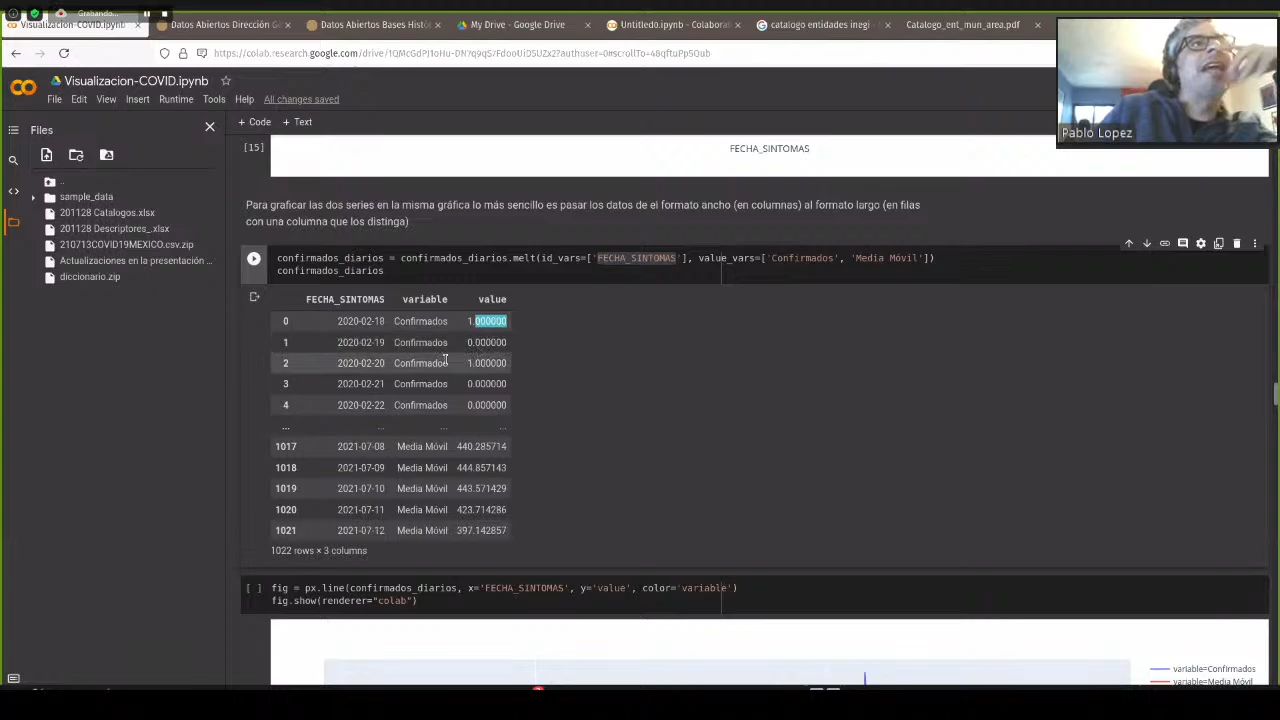 Grabando...
Visualizacion-COVID.ipynb
Datos Abiertos Dirección Ge
Datos Abiertos Bases Histó
My Drive - Google Drive
Untitled0.ipynb - Colabora
catalogo entidades inegi -
Catalogo_ent_mun_area.pdf
Visualizacion-COVID.ipynb
File Edit View Insert Runtime Tools Help All changes saved
Pablo Lopez
Files
+ Code + Text
..
sample_data
201128 Catalogos.xlsx
201128 Descriptores_.xlsx
210713COVID19MEXICO.csv.zip
Actualizaciones en la presentación ...
diccionario.zip
[15]
FECHA_SINTOMAS
Para graficar las dos series en la misma gráfica lo más sencillo es pasar los datos de el formato ancho (en columnas) al formato largo (en filas
con una columna que los distinga)
confirmados_diarios = confirmados_diarios.melt(id_vars=['FECHA_SINTOMAS'], value_vars=['Confirmados', 'Media Móvil'])
confirmados_diarios
FECHA_SINTOMAS variable value
0 2020-02-18 Confirmados 1.000000
1 2020-02-19 Confirmados 0.000000
2 2020-02-20 Confirmados 1.000000
3 2020-02-21 Confirmados 0.000000
4 2020-02-22 Confirmados 0.000000
... ... ... ...
1017 2021-07-08 Media Móvil 440.285714
1018 2021-07-09 Media Móvil 444.857143
1019 2021-07-10 Media Móvil 443.571429
1020 2021-07-11 Media Móvil 423.714286
1021 2021-07-12 Media Móvil 397.142857
1022 rows × 3 columns
[ ] fig = px.line(confirmados_diarios, x='FECHA_SINTOMAS', y='value', color='variable')
fig.show(renderer="colab")
variable=Confirmados
variable=Media Móvil